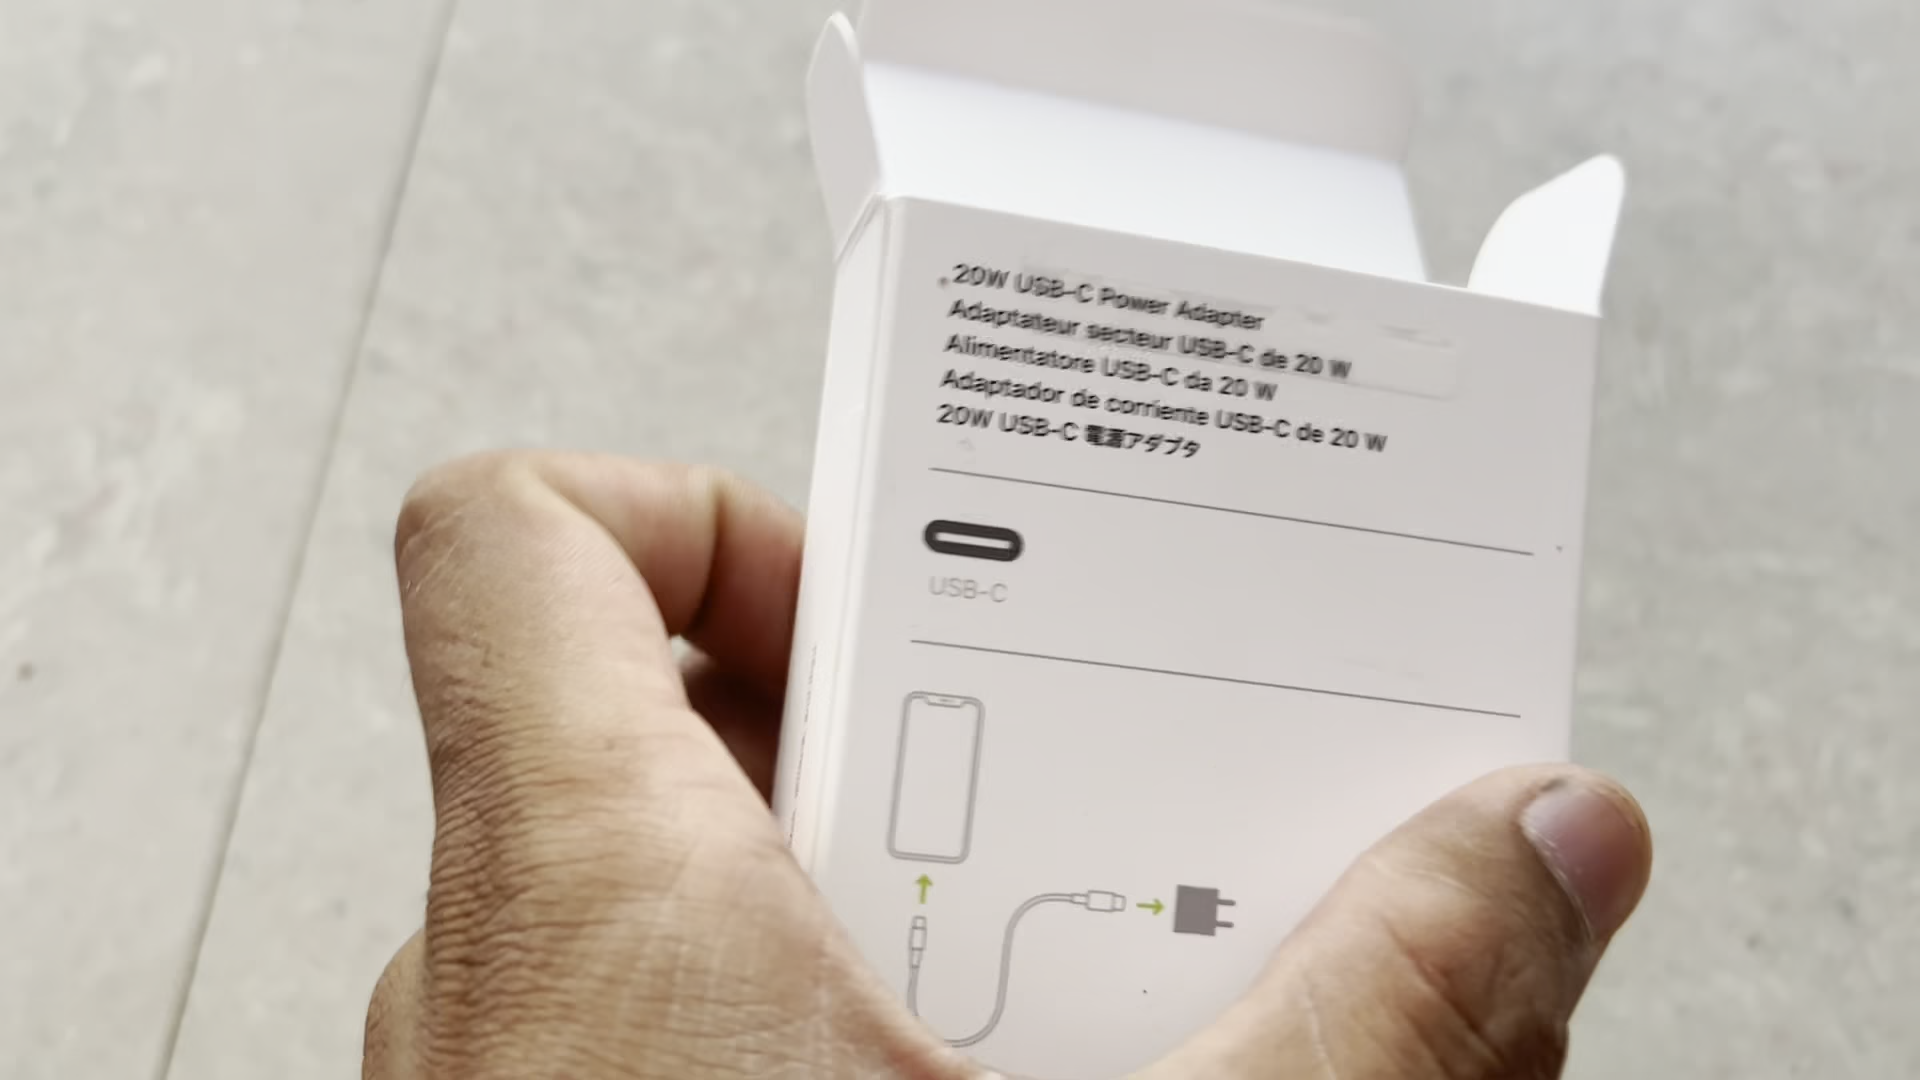 20W USB-C Power Adapter
Adaptateur secteur USB-C de 20 W
Alimentatore USB-C da 20 W
Adaptador de corriente USB-C de 20 W
20W USB-C 電源アダプタ
USB-C